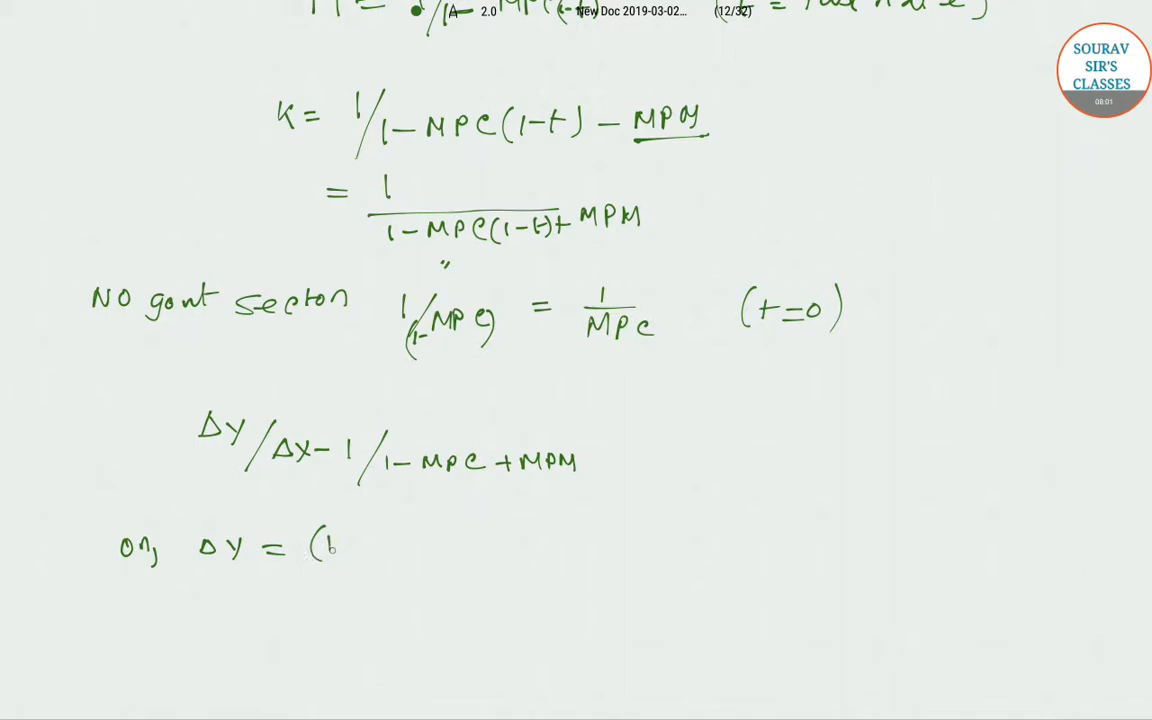 A 2.0 New Doc 2019-03-02... (12/32)
SOURAV
SIR'S
CLASSES
08:01
K = 1/1-MPC(1-t) - MPM
= 1
1-MPC(1-t)+MPM
"
NO govt sector 1/(1-MPC) = 1/MPC (t=0)
ΔY/ΔX- 1/1-MPC+MPM
or, ΔY = (